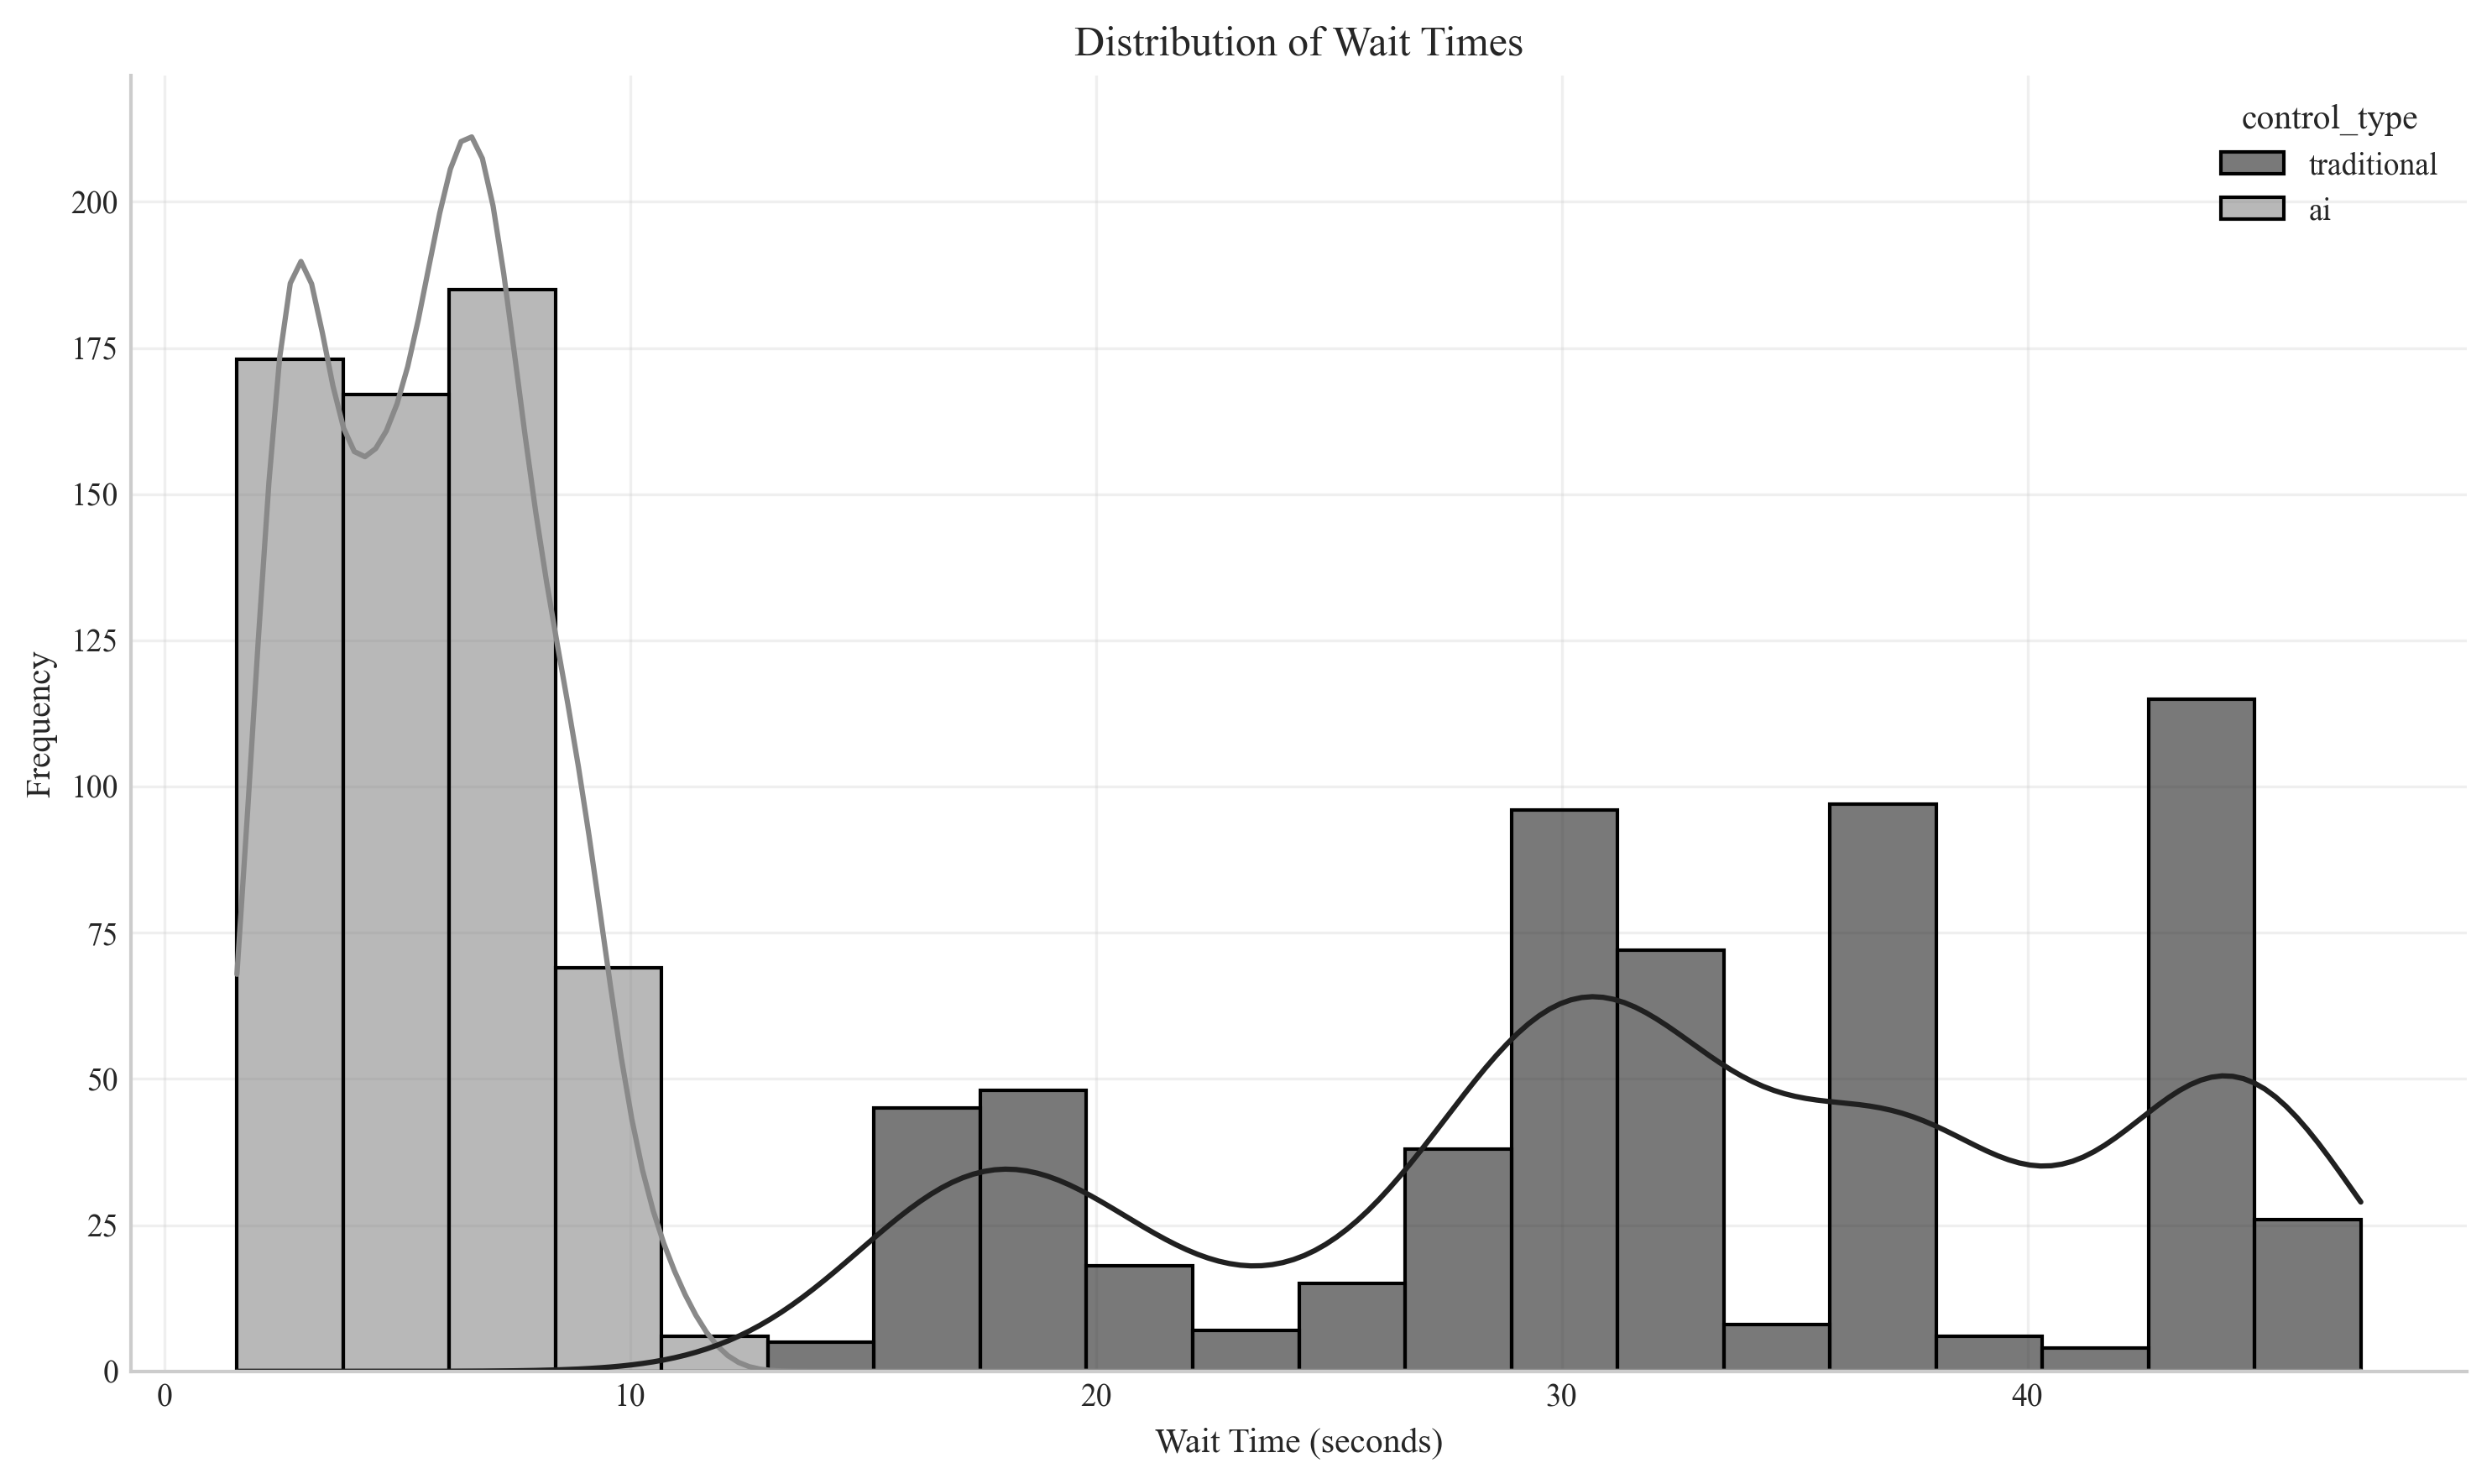 Distribution of Wait Times
control_type
traditional
ai
Frequency
200
175
150
125
100
75
50
25
0
0 10 20 30 40
Wait Time (seconds)